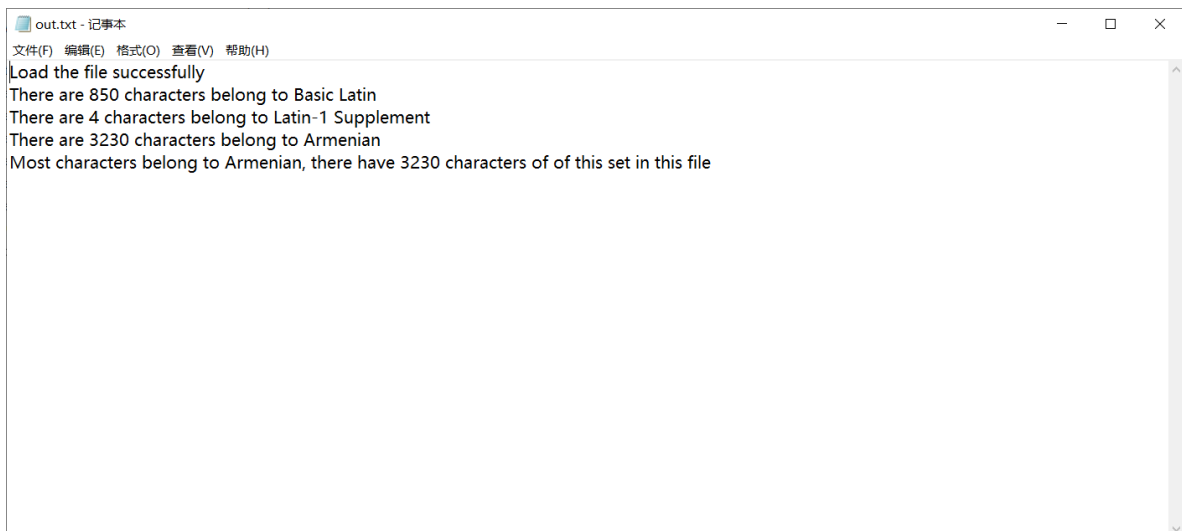 out.txt - 记事本
文件(F) 编辑(E) 格式(O) 查看(V) 帮助(H)
Load the file successfully
There are 850 characters belong to Basic Latin
There are 4 characters belong to Latin-1 Supplement
There are 3230 characters belong to Armenian
Most characters belong to Armenian, there have 3230 characters of of this set in this file